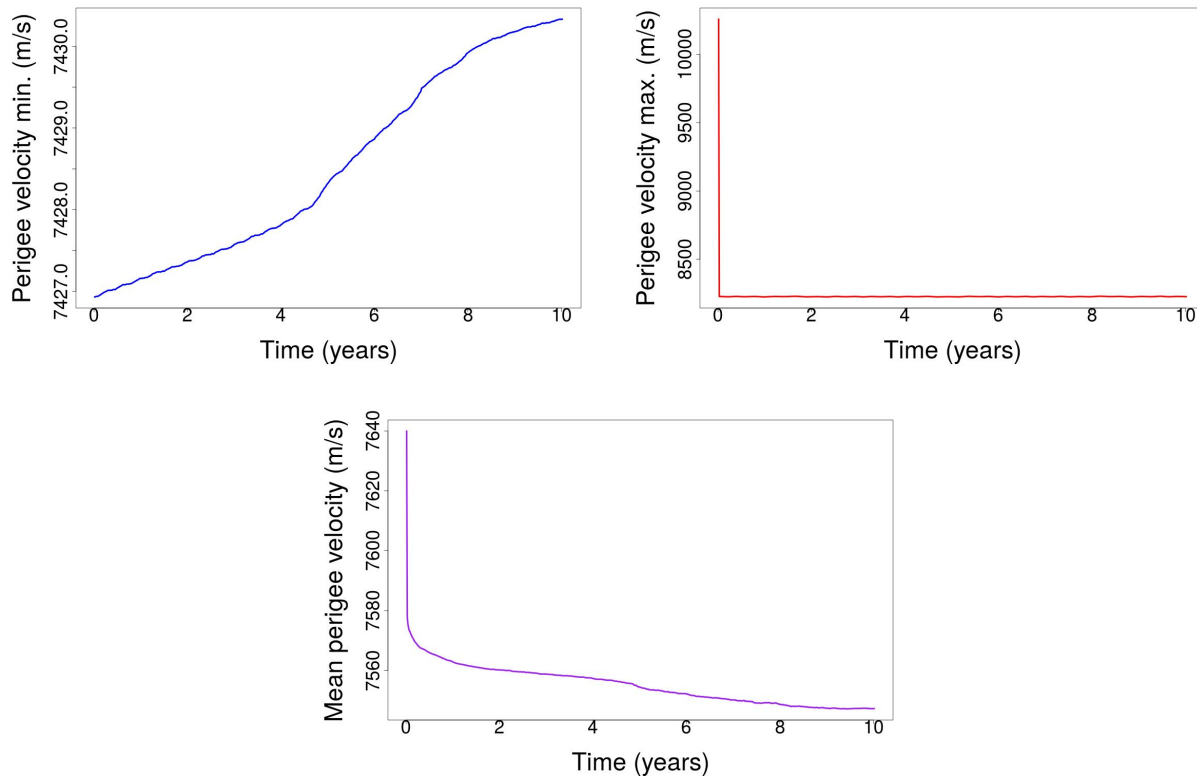 Perigee velocity min. (m/s)
7430.0
7429.0
7428.0
7427.0
0 2 4 6 8 10
Time (years)
Perigee velocity max. (m/s)
10000
9500
9000
8500
0 2 4 6 8 10
Time (years)
Mean perigee velocity (m/s)
7640
7620
7600
7580
7560
0 2 4 6 8 10
Time (years)